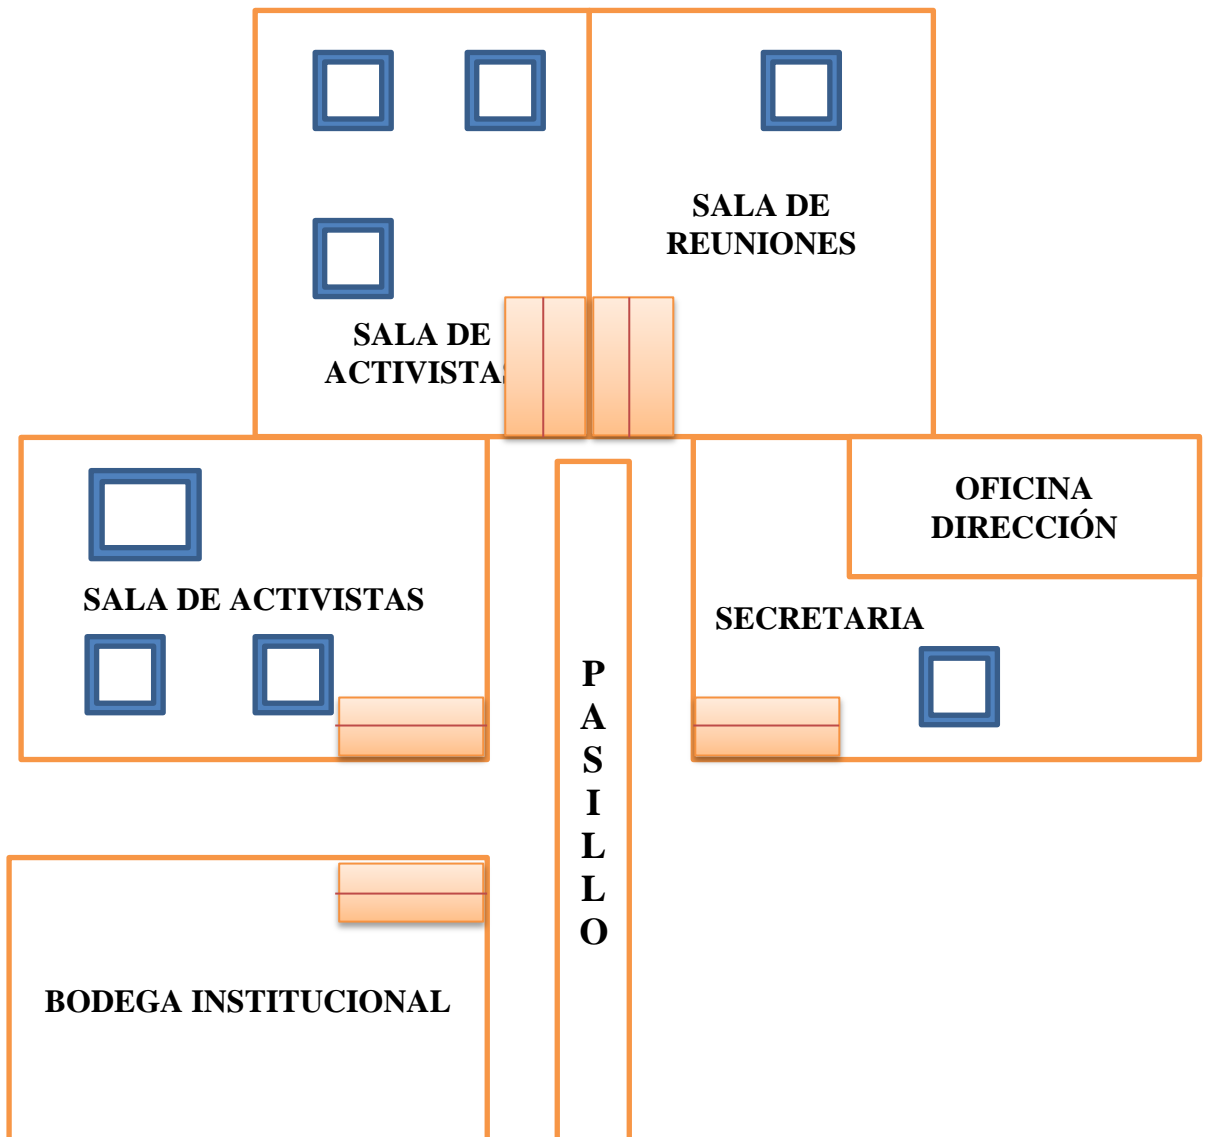 SALA DE
REUNIONES
SALA DE
ACTIVISTAS
OFICINA
DIRECCIÓN
SALA DE ACTIVISTAS
SECRETARIA
P
A
S
I
L
L
O
BODEGA INSTITUCIONAL